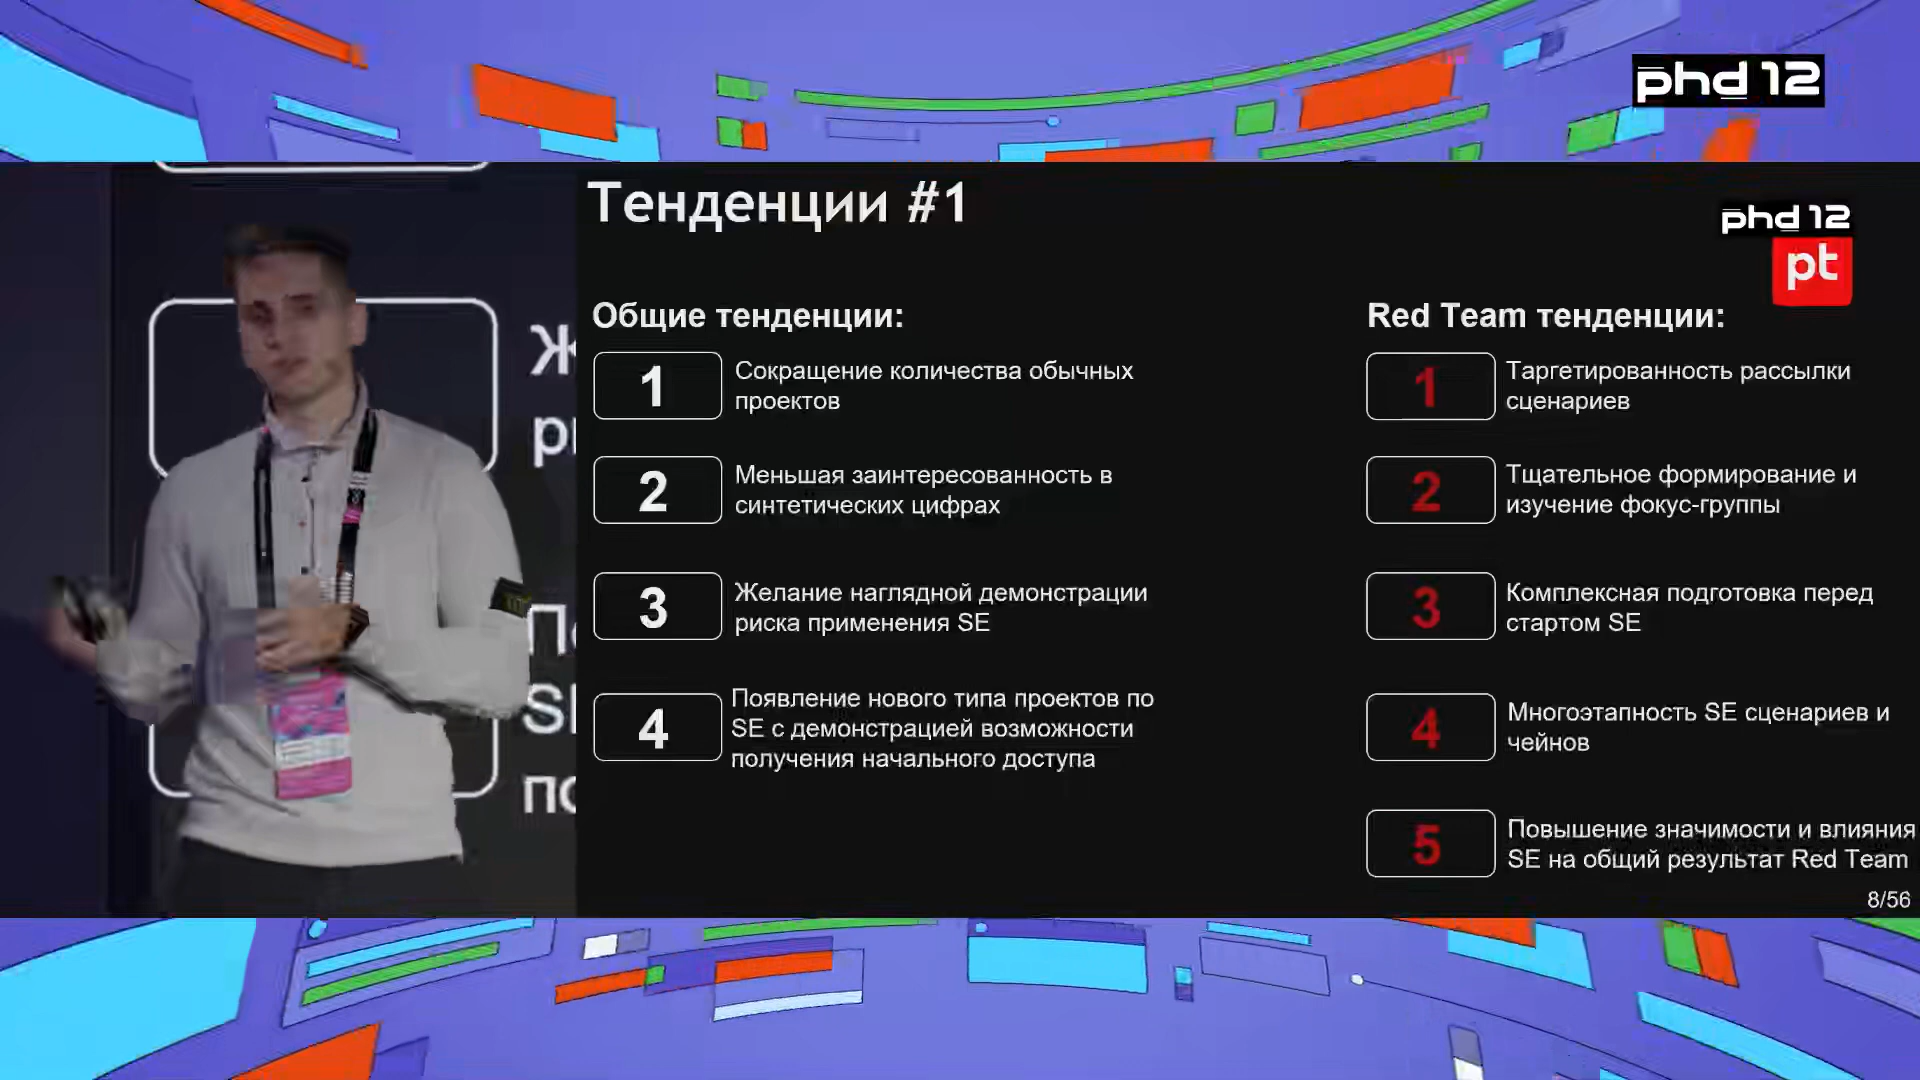 phd 12
Тенденции #1
phd 12
pt
Общие тенденции:
1
Сокращение количества обычных
проектов
2
Меньшая заинтересованность в
синтетических цифрах
3
Желание наглядной демонстрации
риска применения SE
4
Появление нового типа проектов по
SE с демонстрацией возможности
получения начального доступа
Red Team тенденции:
1
Таргетированность рассылки
сценариев
2
Тщательное формирование и
изучение фокус-группы
3
Комплексная подготовка перед
стартом SE
4
Многоэтапность SE сценариев и
чейнов
5
Повышение значимости и влияния
SE на общий результат Red Team
8/56